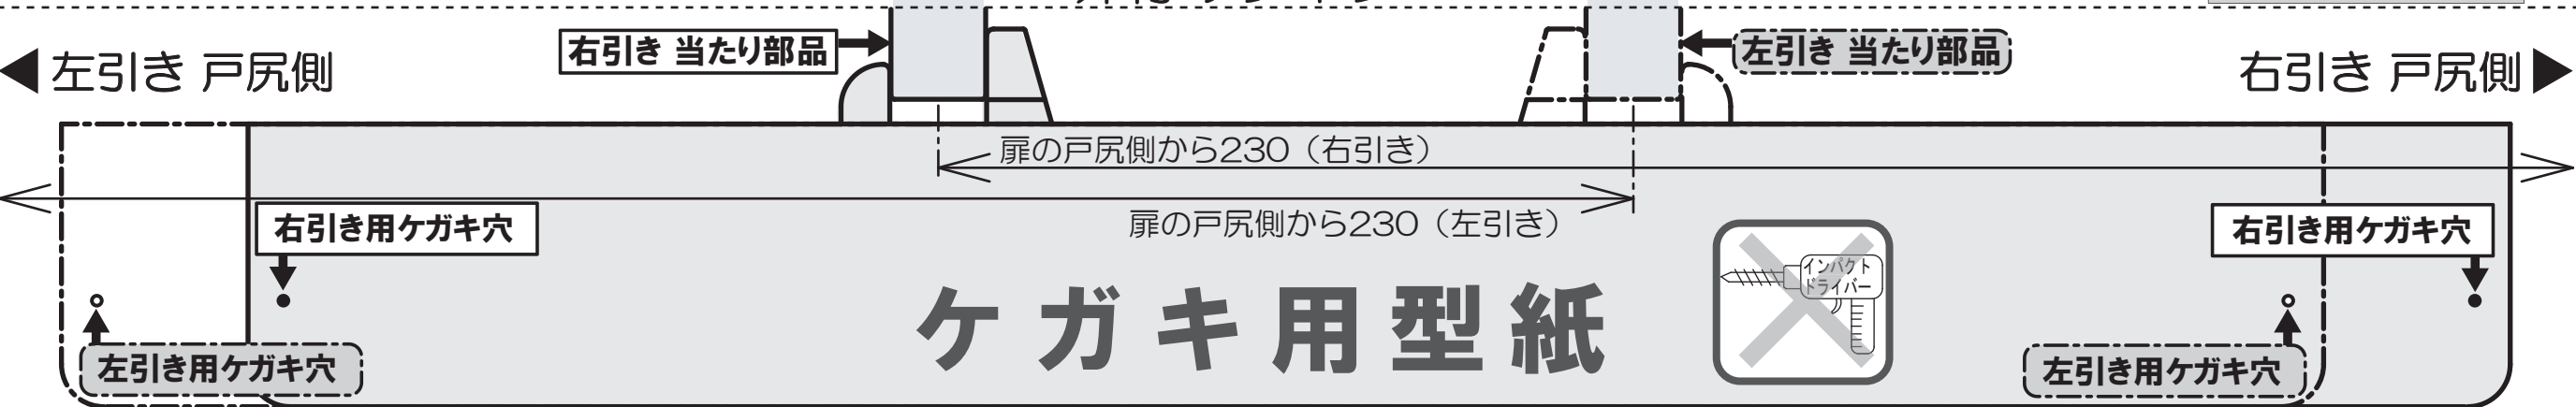 右引き 当たり部品
左引き 当たり部品
左引き 戸尻側
右引き 戸尻側
扉の戸尻側から230（右引き）
扉の戸尻側から230（左引き）
右引き用ケガキ穴
右引き用ケガキ穴
インパクト
ドライバー
ケガキ用型紙
左引き用ケガキ穴
左引き用ケガキ穴